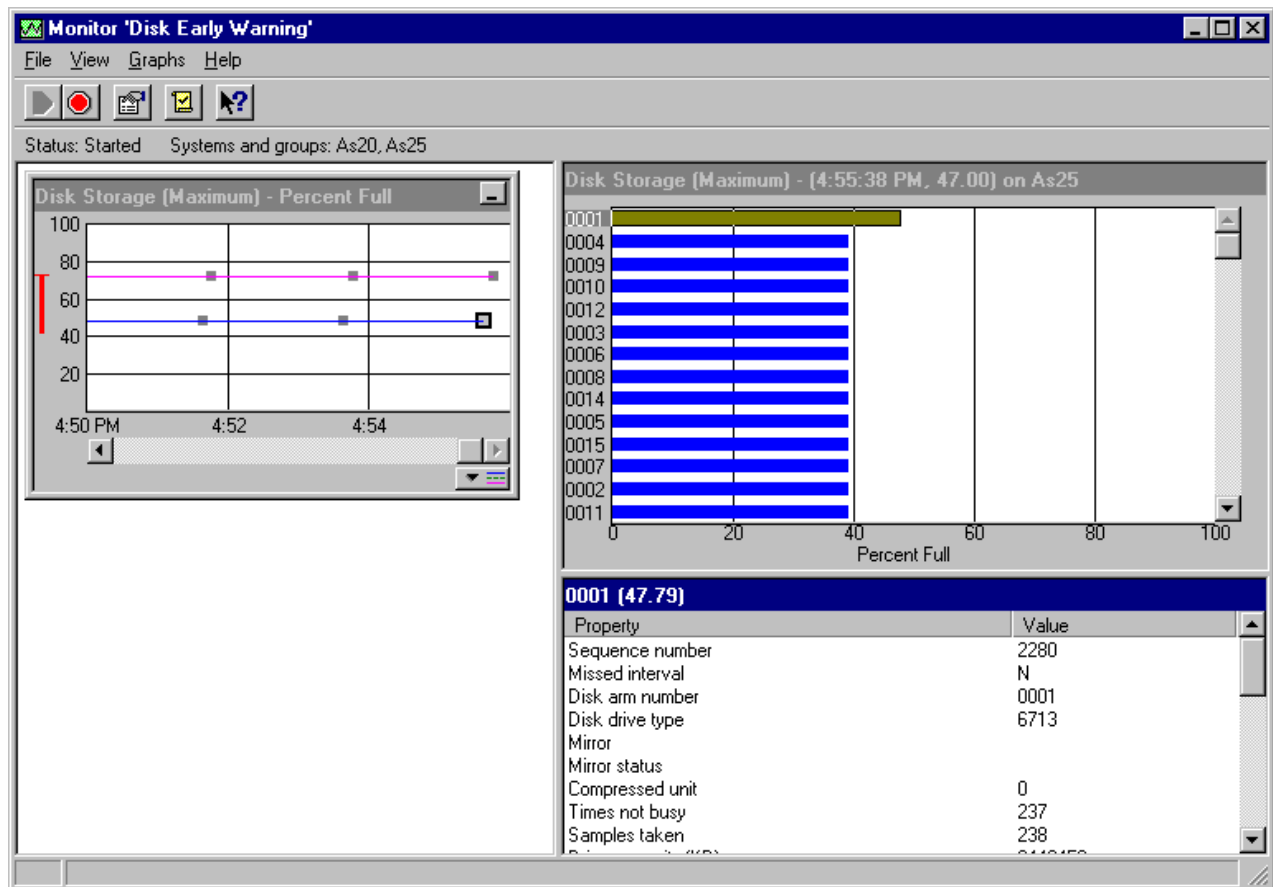 Monitor 'Disk Early Warning'
File View Graphs Help
Status: Started Systems and groups: As20, As25
Disk Storage (Maximum) - Percent Full
100
80
60
40
20
4:50 PM 4:52 4:54
Disk Storage (Maximum) - (4:55:38 PM, 47.00) on As25
0001
0004
0009
0010
0012
0003
0006
0008
0014
0005
0015
0007
0002
0011
0 20 40 60 80 100
Percent Full
0001 (47.79)
Property Value
Sequence number 2280
Missed interval N
Disk arm number 0001
Disk drive type 6713
Mirror
Mirror status
Compressed unit 0
Times not busy 237
Samples taken 238